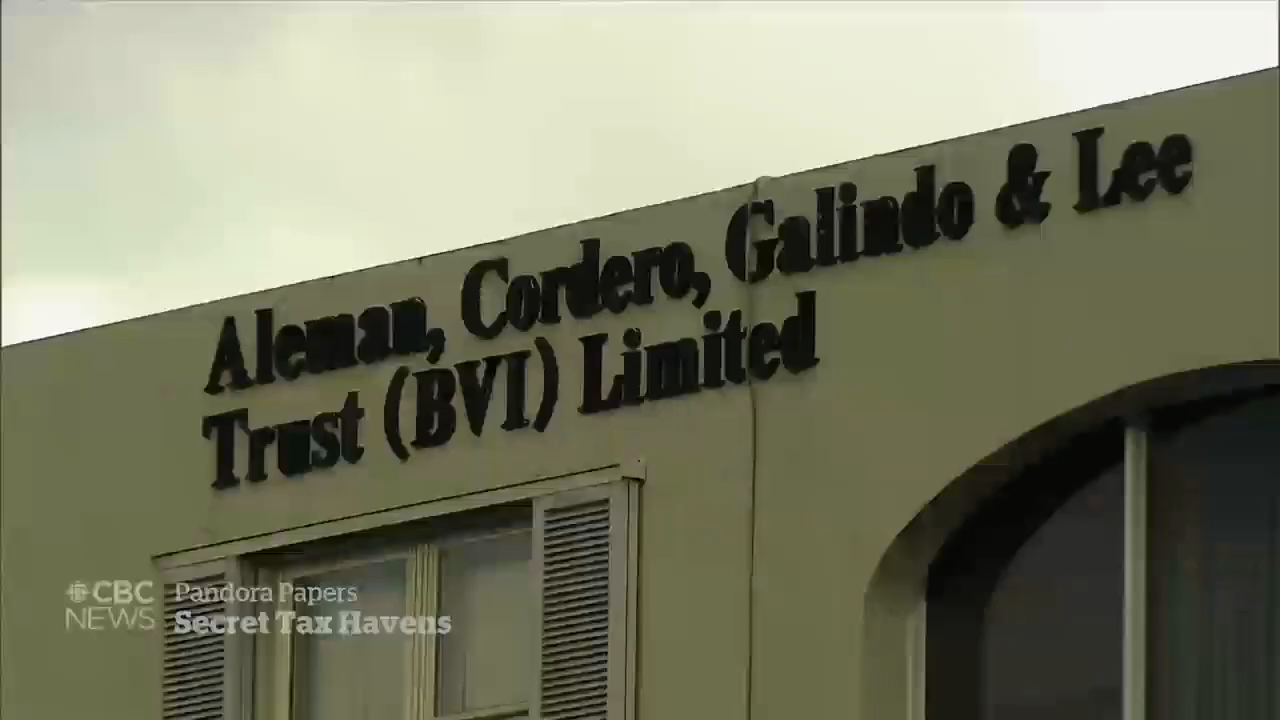 Aleman, Cordero, Galindo & Lee
Trust (BVI) Limited
CBC
NEWS
Pandora Papers
Secret Tax Havens